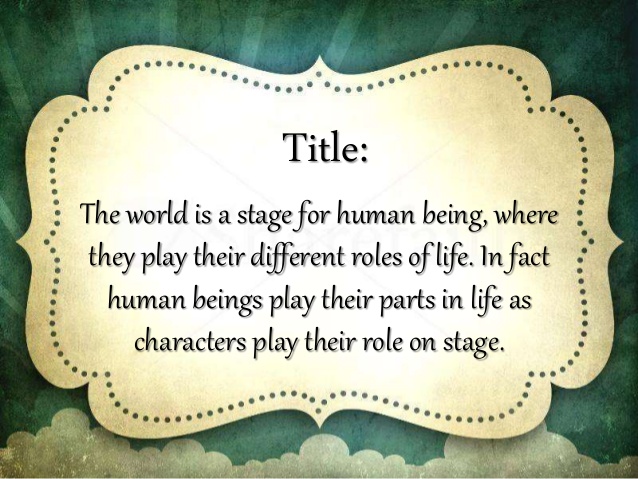 Title:
The world is a stage for human being, where
they play their different roles of life. In fact
human beings play their parts in life as
characters play their role on stage.